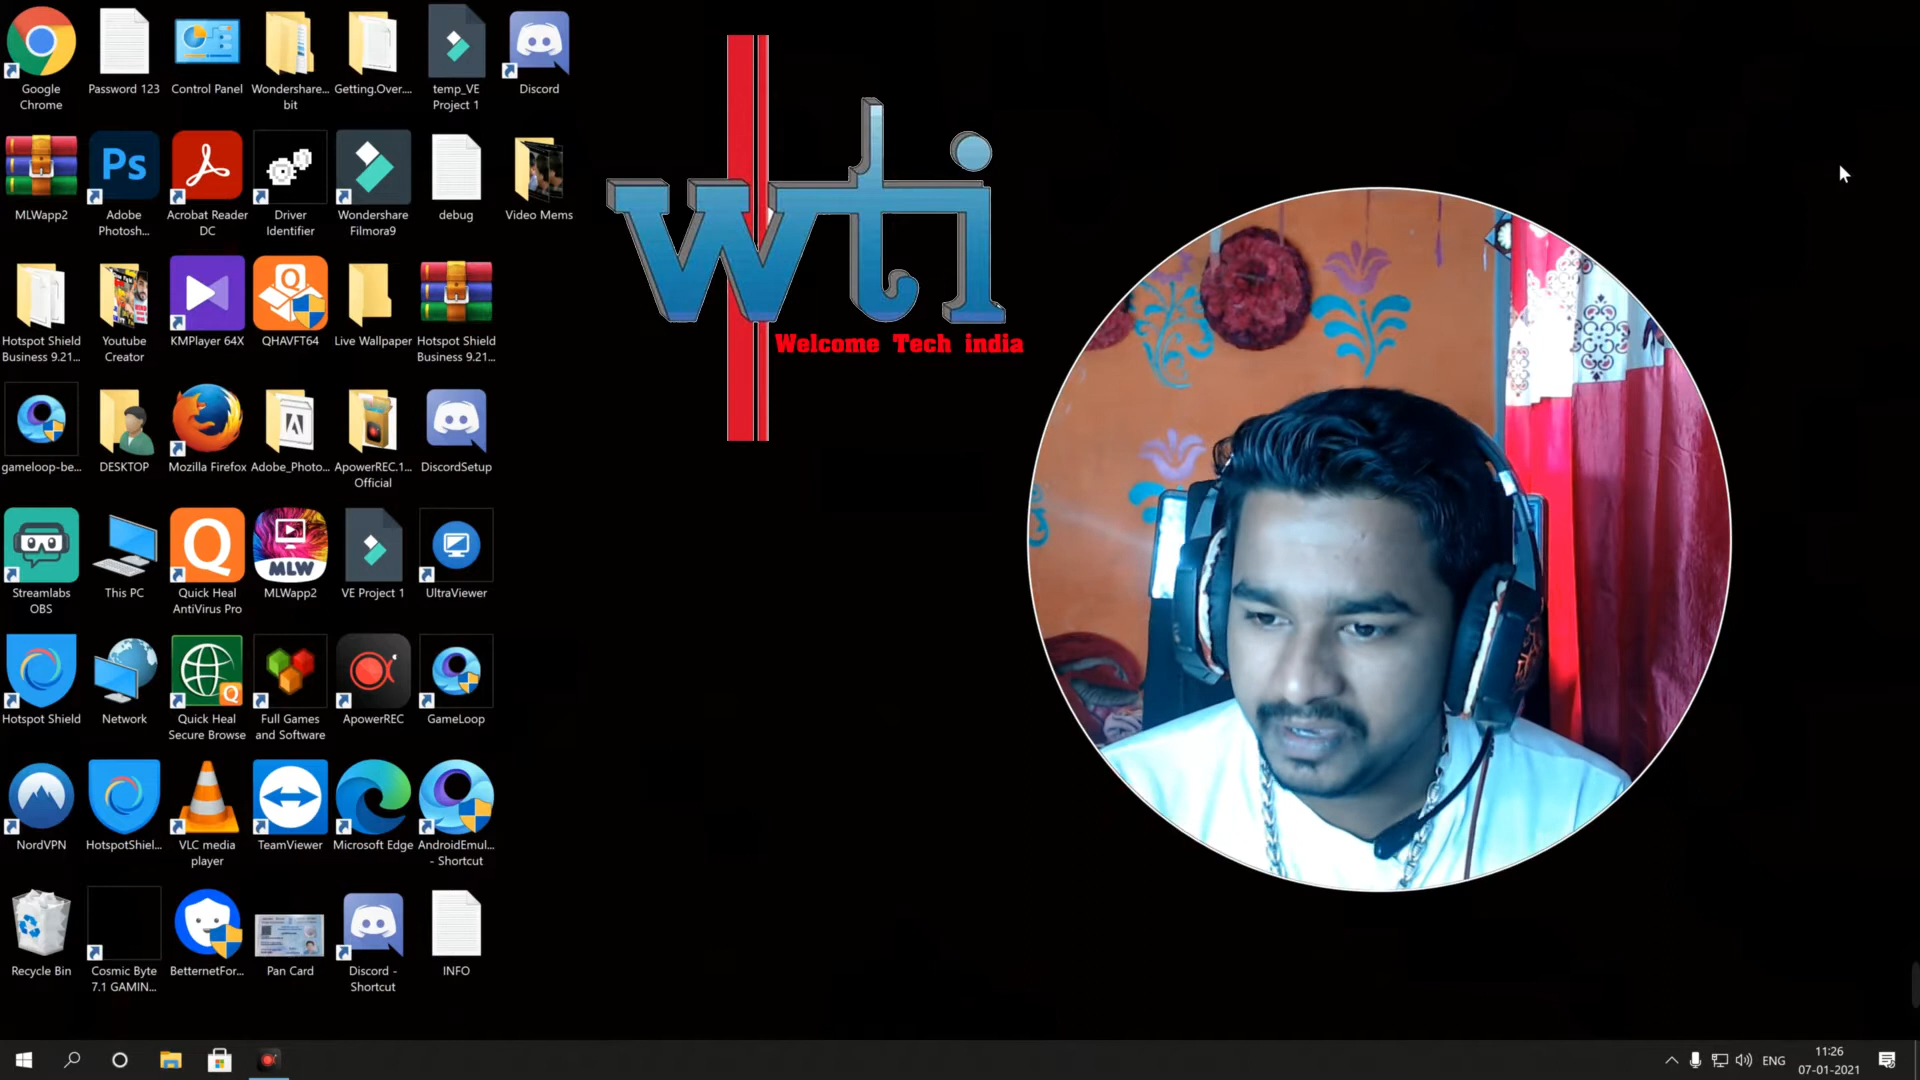 Google
Chrome
Password 123
Control Panel
Wondershare...
bit
Getting.Over....
temp_VE
Project 1
Discord
MLWapp2
Ps
Adobe
Photosh...
Acrobat Reader
DC
Driver
Identifier
Wondershare
Filmora9
debug
Video Mems
wti
Welcome Tech india
Hotspot Shield
Business 9.21...
Youtube
Creator
KMPlayer 64X
QHAVFT64
Live Wallpaper
Hotspot Shield
Business 9.21...
gameloop-be...
DESKTOP
Mozilla Firefox
Adobe_Photo...
ApowerREC.1...
Official
DiscordSetup
Streamlabs
OBS
This PC
Q
Quick Heal
AntiVirus Pro
MLW
MLWapp2
VE Project 1
UltraViewer
Hotspot Shield
Network
Q
Quick Heal
Secure Browse
Full Games
and Software
ApowerREC
GameLoop
NordVPN
HotspotShiel...
VLC media
player
TeamViewer
Microsoft Edge
AndroidEmul...
- Shortcut
Recycle Bin
Cosmic Byte
7.1 GAMIN...
BetternetFor...
Pan Card
Discord -
Shortcut
INFO
ENG
11:26
07-01-2021